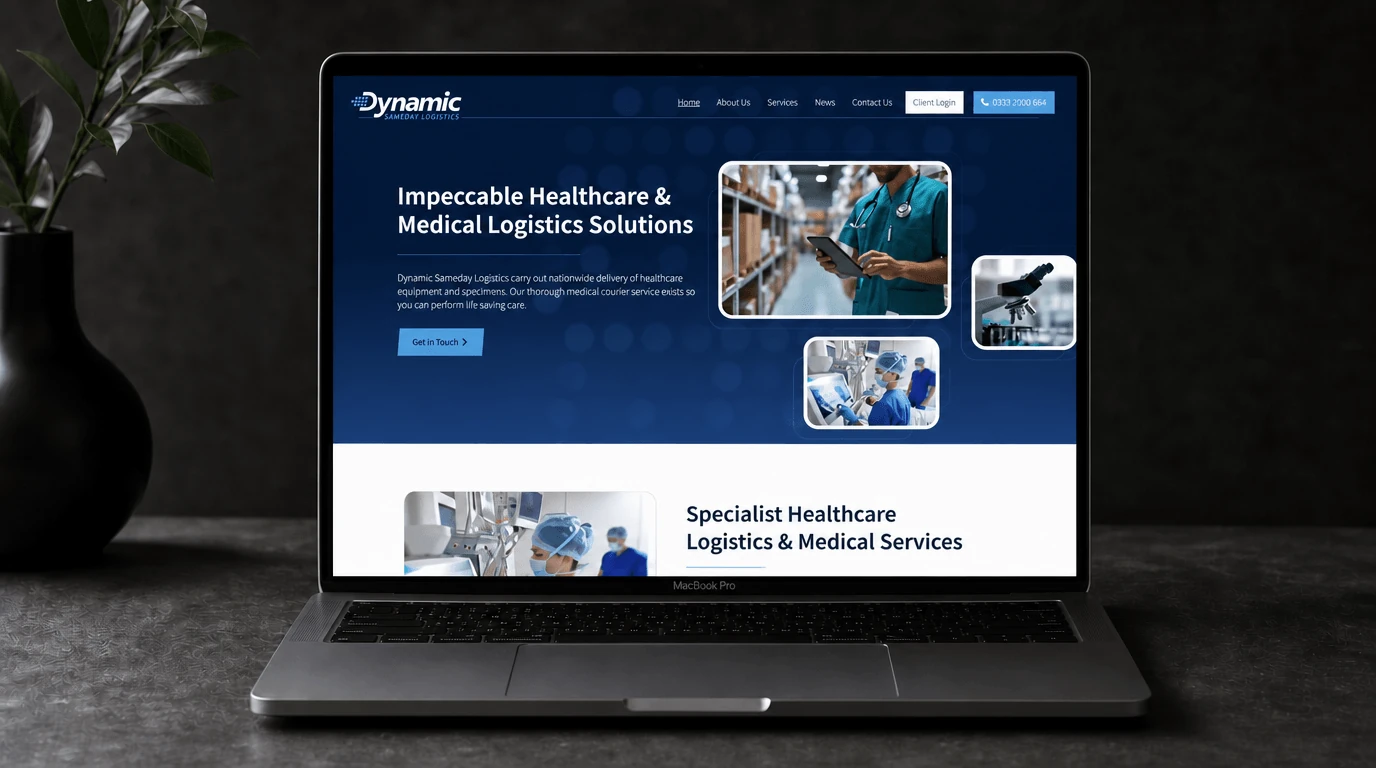 Dynamic
SAMEDAY LOGISTICS
Home
About Us
Services
News
Contact Us
Client Login
0333 2000 664
Impeccable Healthcare &
Medical Logistics Solutions
Dynamic Sameday Logistics carry out nationwide delivery of healthcare
equipment and specimens. Our thorough medical courier service exists so
you can perform life saving care.
Get in Touch
Specialist Healthcare
Logistics & Medical Services
MacBook Pro